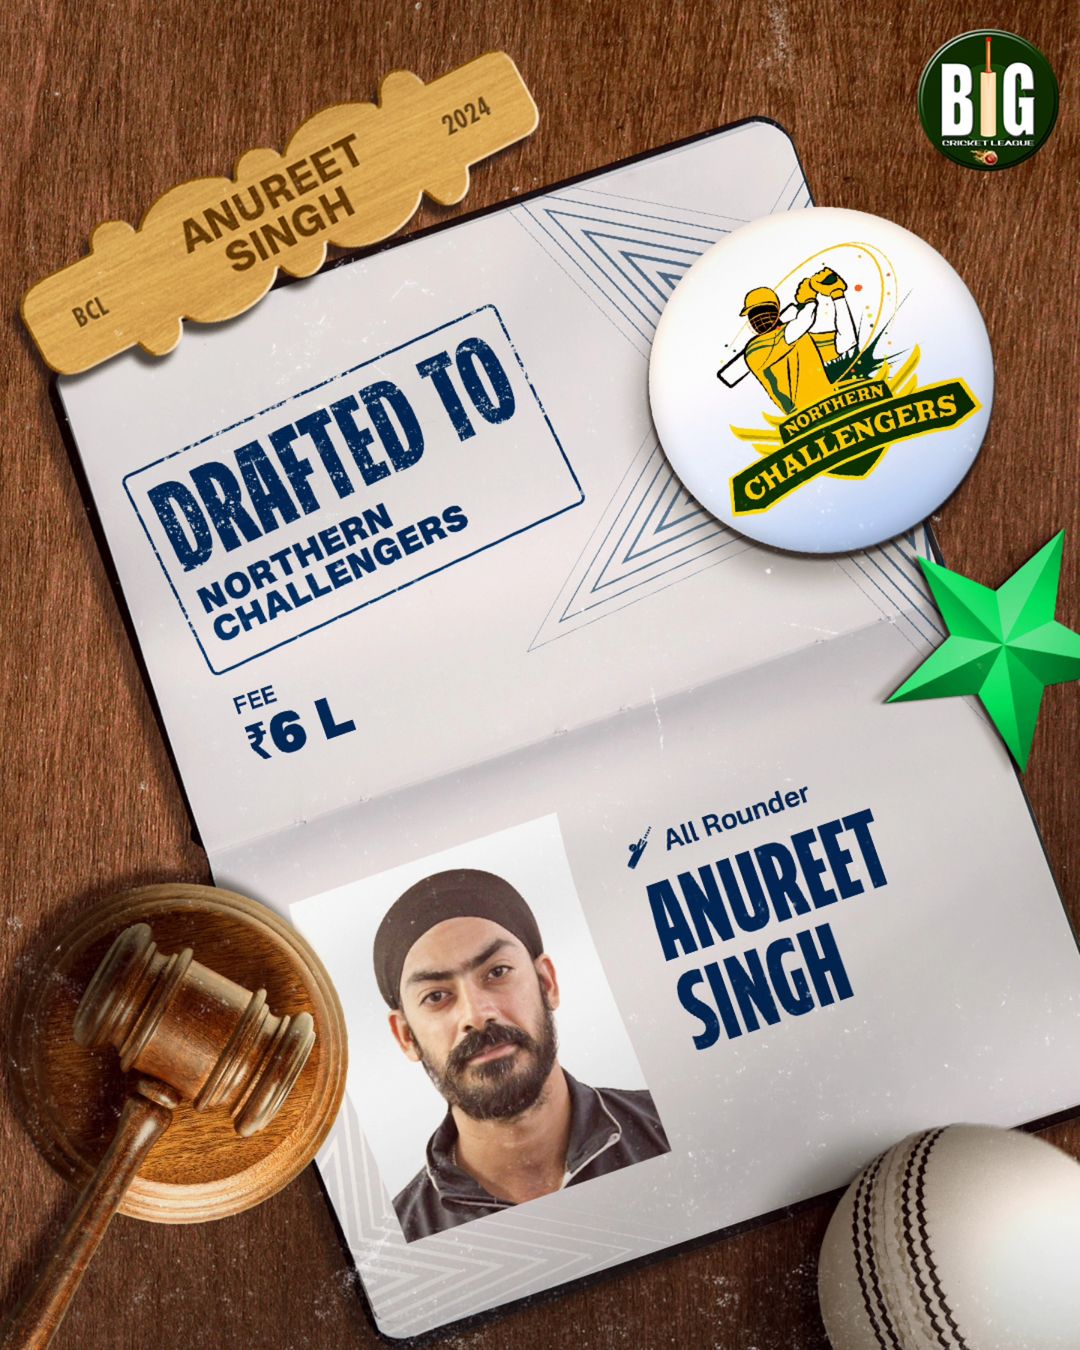 BIG
CRICKET LEAGUE
2024
ANUREET
SINGH
BCL
NORTHERN
CHALLENGERS
DRAFTED TO
NORTHERN
CHALLENGERS
FEE
₹6 L
All Rounder
ANUREET
SINGH